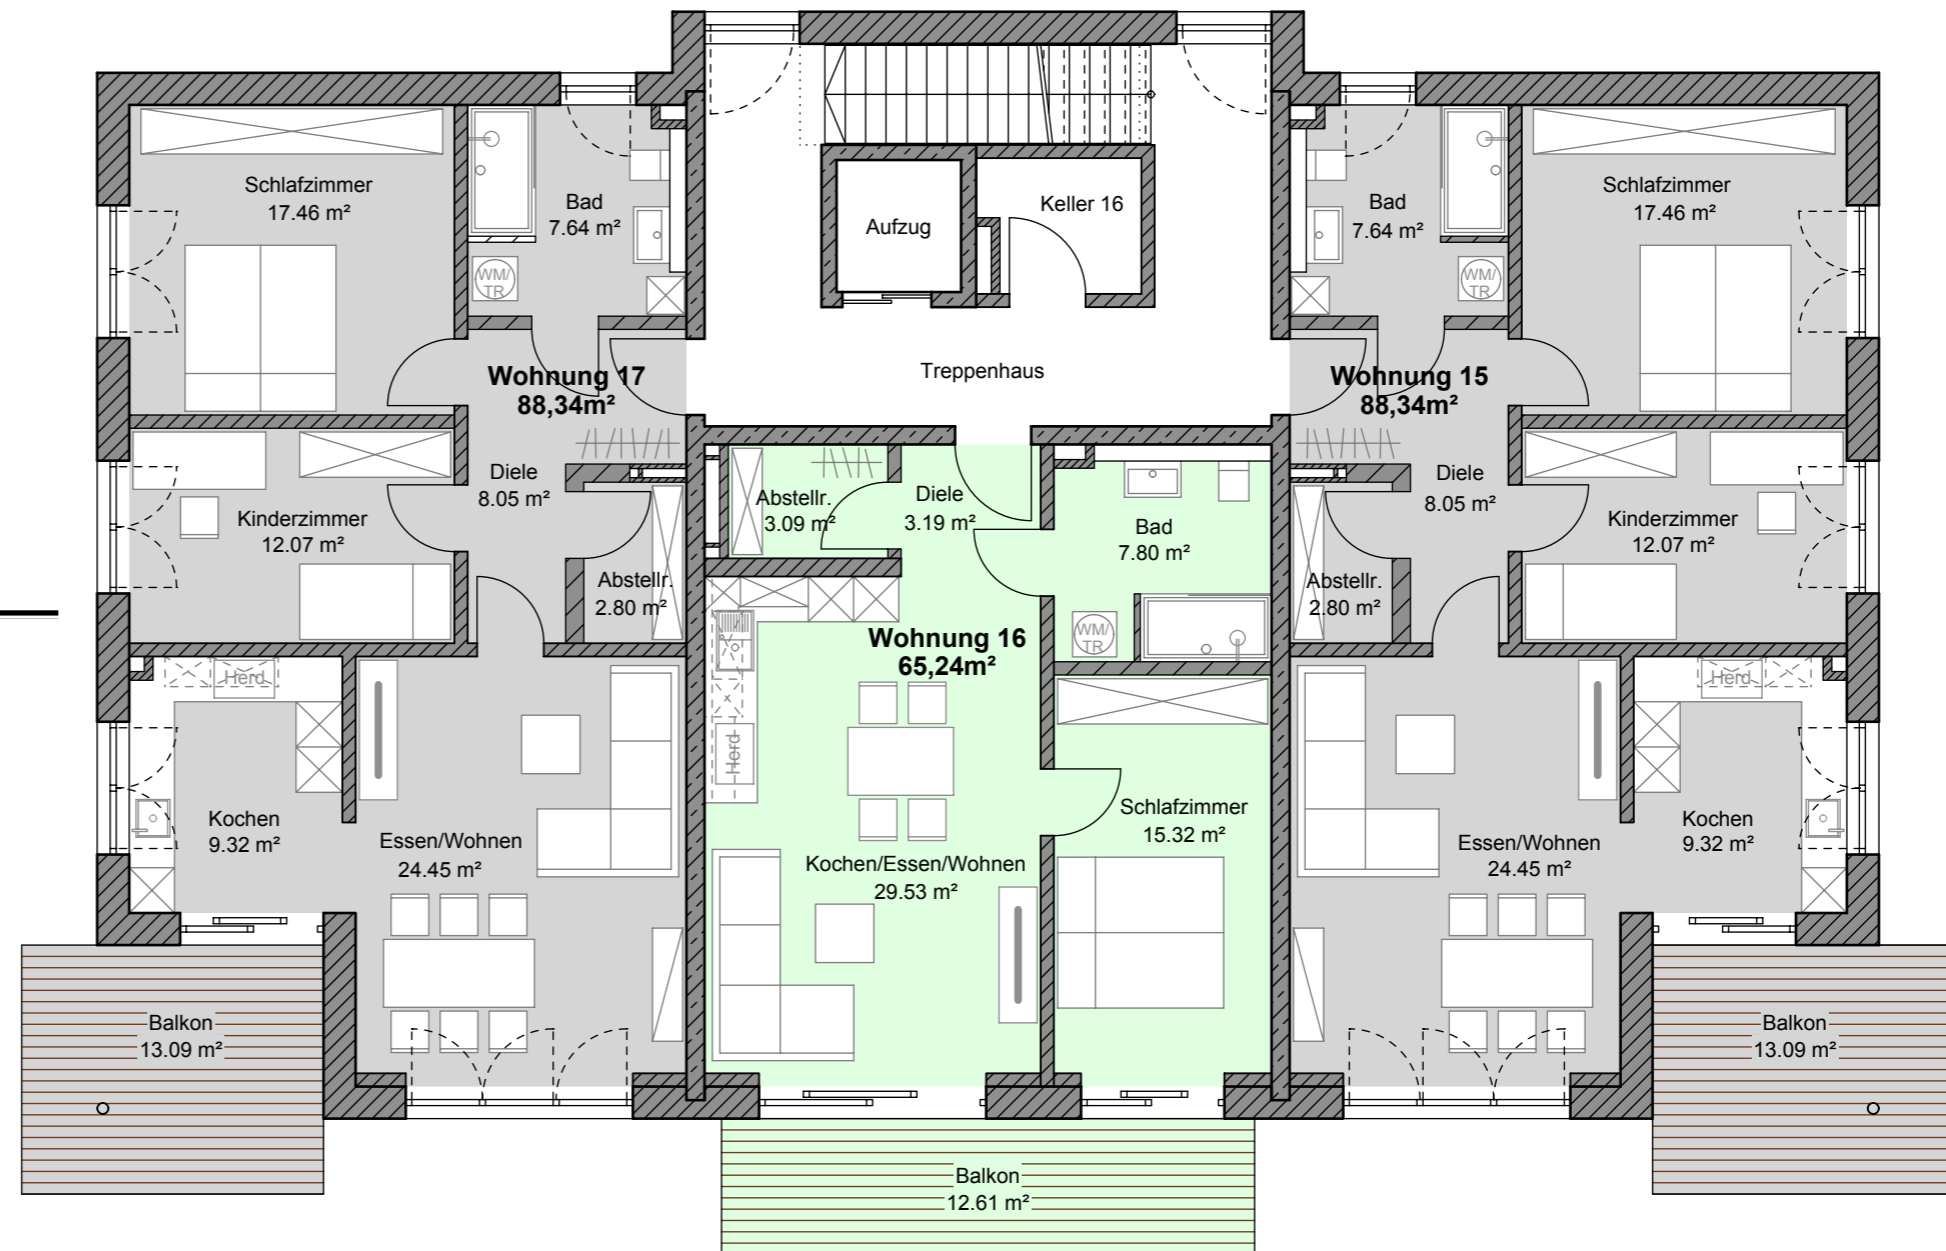 Schlafzimmer
17.46 m²
Bad
7.64 m²
WM/
TR
Wohnung 17
88,34m²
Kinderzimmer
12.07 m²
Diele
8.05 m²
Abstellr.
2.80 m²
Herd
Kochen
9.32 m²
Essen/Wohnen
24.45 m²
Balkon
13.09 m²
Aufzug
Keller 16
Treppenhaus
Abstellr.
3.09 m²
Diele
3.19 m²
Bad
7.80 m²
WM/
TR
Wohnung 16
65,24m²
Herd
Schlafzimmer
15.32 m²
Kochen/Essen/Wohnen
29.53 m²
Balkon
12.61 m²
Bad
7.64 m²
WM/
TR
Schlafzimmer
17.46 m²
Wohnung 15
88,34m²
Diele
8.05 m²
Kinderzimmer
12.07 m²
Abstellr.
2.80 m²
Herd
Kochen
9.32 m²
Essen/Wohnen
24.45 m²
Balkon
13.09 m²